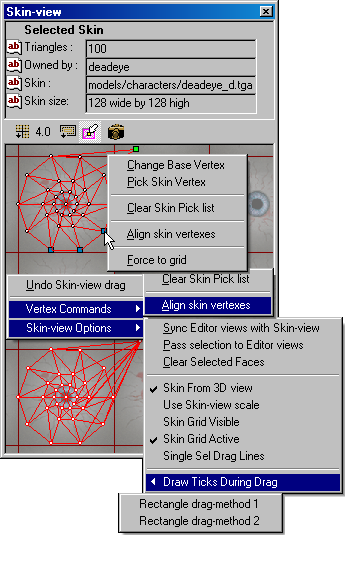 Skin-view
Selected Skin
ab Triangles : 100
ab Owned by : deadeye
ab Skin : models/characters/deadeye_d.tga
ab Skin size: 128 wide by 128 high
4.0
Change Base Vertex
Pick Skin Vertex
Clear Skin Pick list
Align skin vertexes
Force to grid
Undo Skin-view drag
Vertex Commands
Skin-view Options
Clear Skin Pick list
Align skin vertexes
Sync Editor views with Skin-view
Pass selection to Editor views
Clear Selected Faces
Skin From 3D view
Use Skin-view scale
Skin Grid Visible
Skin Grid Active
Single Sel Drag Lines
Draw Ticks During Drag
Rectangle drag-method 1
Rectangle drag-method 2